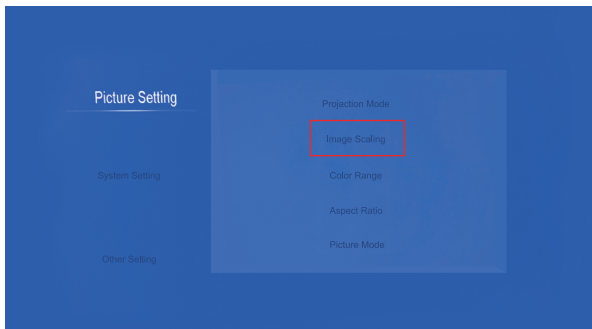 Picture Setting
System Setting
Other Setting
Projection Mode
Image Scaling
Color Range
Aspect Ratio
Picture Mode